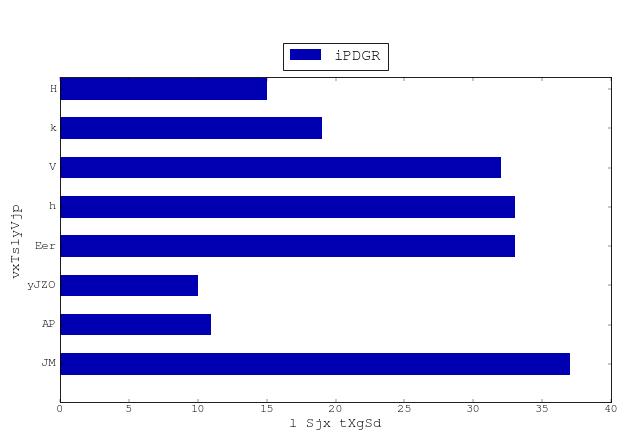 iPDGR
H
k
V
h
Eer
yJZO
AP
JM
vxTslyVjp
0 5 10 15 20 25 30 35 40
l Sjx tXgSd